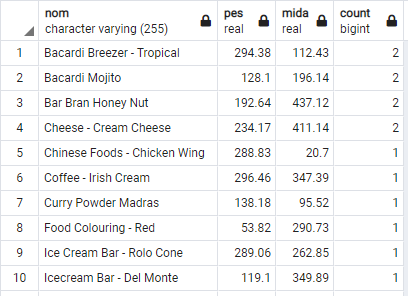 nom pes mida count
character varying (255) real real bigint
1 Bacardi Breezer - Tropical 294.38 112.43 2
2 Bacardi Mojito 128.1 196.14 2
3 Bar Bran Honey Nut 192.64 437.12 2
4 Cheese - Cream Cheese 234.17 411.14 2
5 Chinese Foods - Chicken Wing 288.83 20.7 1
6 Coffee - Irish Cream 296.46 347.39 1
7 Curry Powder Madras 138.18 95.52 1
8 Food Colouring - Red 53.82 290.73 1
9 Ice Cream Bar - Rolo Cone 289.06 262.85 1
10 Icecream Bar - Del Monte 119.1 349.89 1